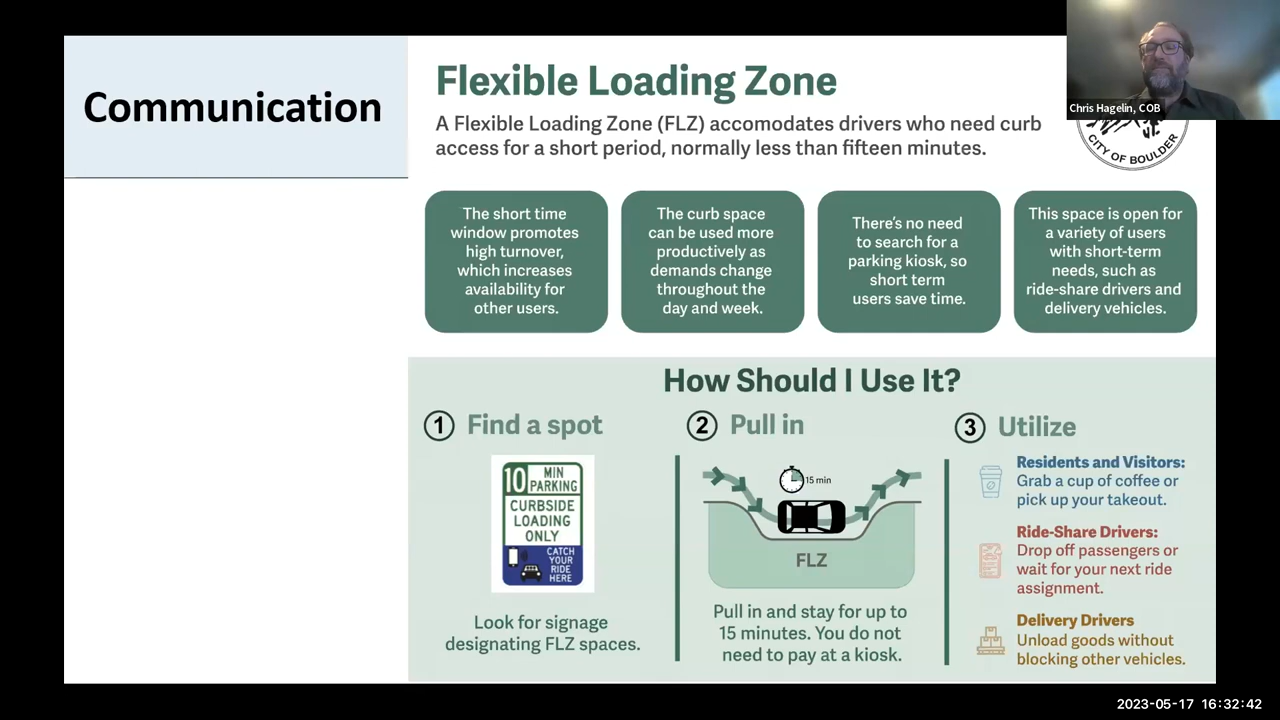 Communication
Flexible Loading Zone
A Flexible Loading Zone (FLZ) accomodates drivers who need curb
access for a short period, normally less than fifteen minutes.
Chris Hagelin, COB
CITY OF BOULDER
The short time
window promotes
high turnover,
which increases
availability for
other users.
The curb space
can be used more
productively as
demands change
throughout the
day and week.
There's no need
to search for a
parking kiosk, so
short term
users save time.
This space is open for
a variety of users
with short-term
needs, such as
ride-share drivers and
delivery vehicles.
How Should I Use It?
1 Find a spot
10 MIN
PARKING
CURBSIDE
LOADING
ONLY
CATCH
YOUR
RIDE
HERE
Look for signage
designating FLZ spaces.
2 Pull in
15 min
FLZ
Pull in and stay for up to
15 minutes. You do not
need to pay at a kiosk.
3 Utilize
Residents and Visitors:
Grab a cup of coffee or
pick up your takeout.
Ride-Share Drivers:
Drop off passengers or
wait for your next ride
assignment.
Delivery Drivers
Unload goods without
blocking other vehicles.
2023-05-17 16:32:42